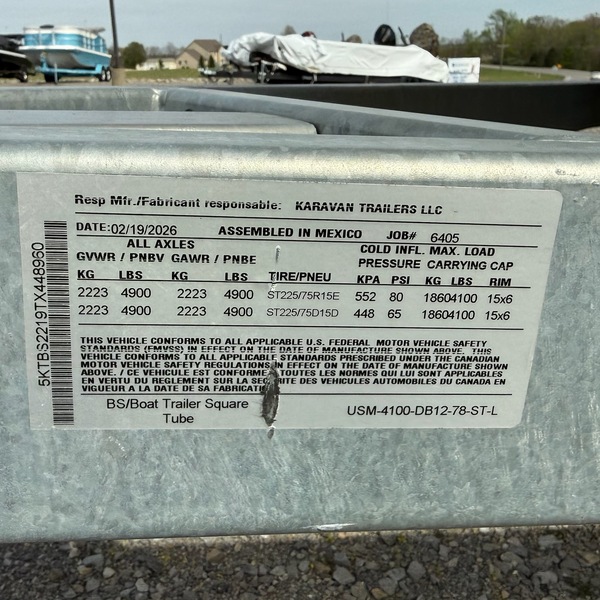 Resp Mfr./Fabricant responsable: KARAVAN TRAILERS LLC
DATE:02/19/2026 ASSEMBLED IN MEXICO JOB# 6405
ALL AXLES COLD INFL. MAX. LOAD
GVWR / PNBV GAWR / PNBE PRESSURE CARRYING CAP
KG LBS KG LBS TIRE/PNEU KPA PSI KG LBS RIM
2223 4900 2223 4900 ST225/75R15E 552 80 1860 4100 15x6
2223 4900 2223 4900 ST225/75D15D 448 65 1860 4100 15x6
THIS VEHICLE CONFORMS TO ALL APPLICABLE U.S. FEDERAL MOTOR VEHICLE SAFETY
STANDARDS (FMVSS) IN EFFECT ON THE DATE OF MANUFACTURE SHOWN ABOVE. THIS
VEHICLE CONFORMS TO ALL APPLICABLE STANDARDS PRESCRIBED UNDER THE CANADIAN
MOTOR VEHICLE SAFETY REGULATIONS IN EFFECT ON THE DATE OF MANUFACTURE SHOWN
ABOVE. / CE VEHICULE EST CONFORME A TOUTES LES NORMES QUI LUI SONT APPLICABLES
EN VERTU DU REGLEMENT SUR LA SECURITE DES VEHICULES AUTOMOBILES DU CANADA EN
VIGUEUR A LA DATE DE SA FABRICATION
BS/Boat Trailer Square
Tube
USM-4100-DB12-78-ST-L
5KTBS2219TX448960